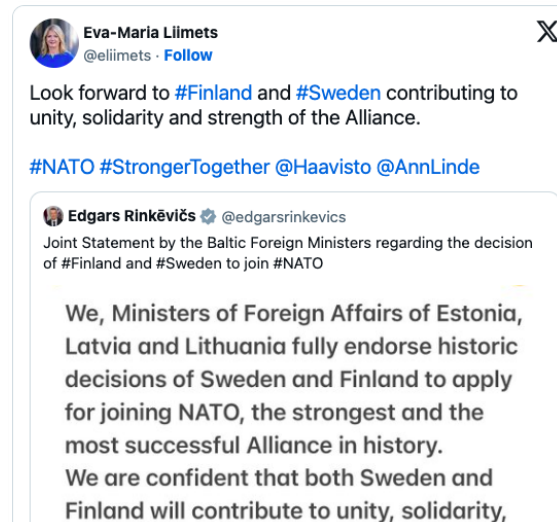 Eva-Maria Liimets
@eliimets · Follow
Look forward to #Finland and #Sweden contributing to
unity, solidarity and strength of the Alliance.
#NATO #StrongerTogether @Haavisto @AnnLinde
Edgars Rinkēvičs @edgarsrinkevics
Joint Statement by the Baltic Foreign Ministers regarding the decision
of #Finland and #Sweden to join #NATO
We, Ministers of Foreign Affairs of Estonia,
Latvia and Lithuania fully endorse historic
decisions of Sweden and Finland to apply
for joining NATO, the strongest and the
most successful Alliance in history.
We are confident that both Sweden and
Finland will contribute to unity, solidarity,